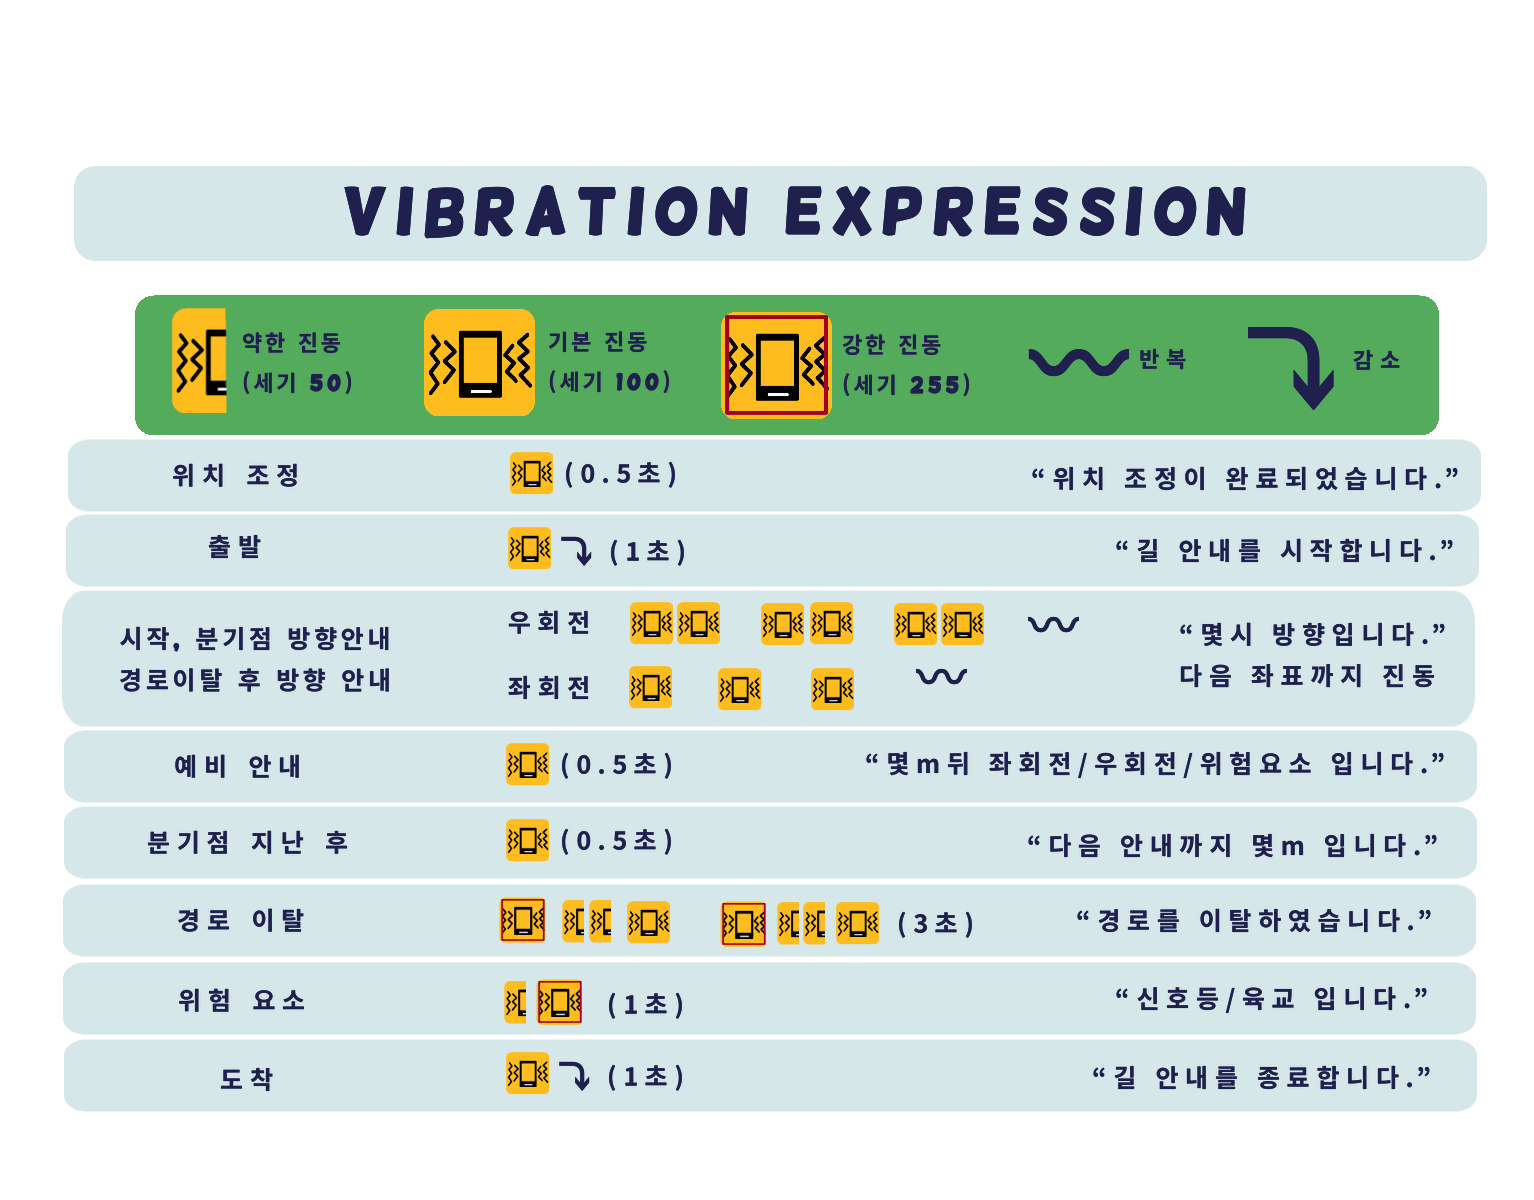 VIBRATION EXPRESSION
약한 진동
(세기 50)
기본 진동
(세기 100)
강한 진동
(세기 255)
반복
감소
위치 조정
(0.5초)
“위치 조정이 완료되었습니다.”
출발
(1초)
“길 안내를 시작합니다.”
시작, 분기점 방향안내
경로이탈 후 방향 안내
우회전
좌회전
“몇시 방향입니다.”
다음 좌표까지 진동
예비 안내
(0.5초)
“몇m뒤 좌회전/우회전/위험요소 입니다.”
분기점 지난 후
(0.5초)
“다음 안내까지 몇m 입니다.”
경로 이탈
(3초)
“경로를 이탈하였습니다.”
위험 요소
(1초)
“신호등/육교 입니다.”
도착
(1초)
“길 안내를 종료합니다.”